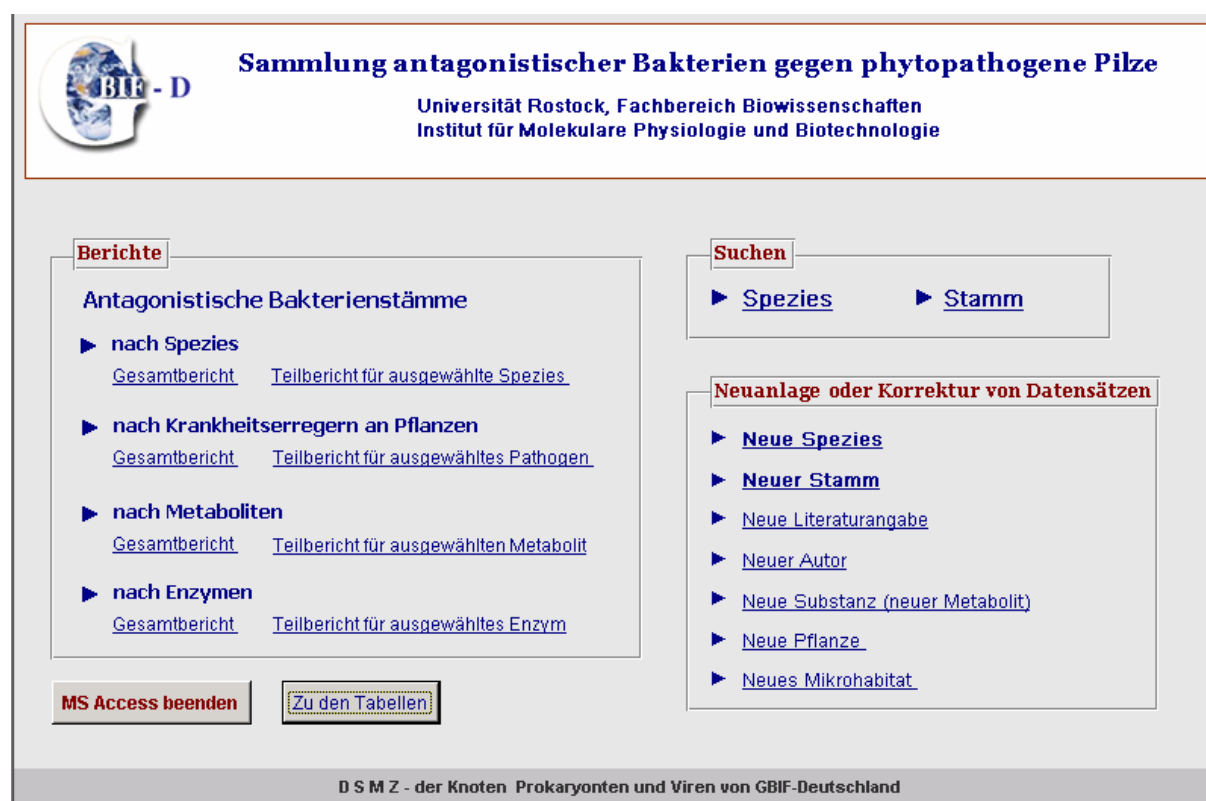 GBIF - D
Sammlung antagonistischer Bakterien gegen phytopathogene Pilze
Universität Rostock, Fachbereich Biowissenschaften
Institut für Molekulare Physiologie und Biotechnologie
Berichte
Antagonistische Bakterienstämme
nach Spezies
Gesamtbericht Teilbericht für ausgewählte Spezies
nach Krankheitserregern an Pflanzen
Gesamtbericht Teilbericht für ausgewähltes Pathogen
nach Metaboliten
Gesamtbericht Teilbericht für ausgewählten Metabolit
nach Enzymen
Gesamtbericht Teilbericht für ausgewähltes Enzym
MS Access beenden Zu den Tabellen
Suchen
Spezies Stamm
Neuanlage oder Korrektur von Datensätzen
Neue Spezies
Neuer Stamm
Neue Literaturangabe
Neuer Autor
Neue Substanz (neuer Metabolit)
Neue Pflanze
Neues Mikrohabitat
D S M Z - der Knoten Prokaryonten und Viren von GBIF-Deutschland